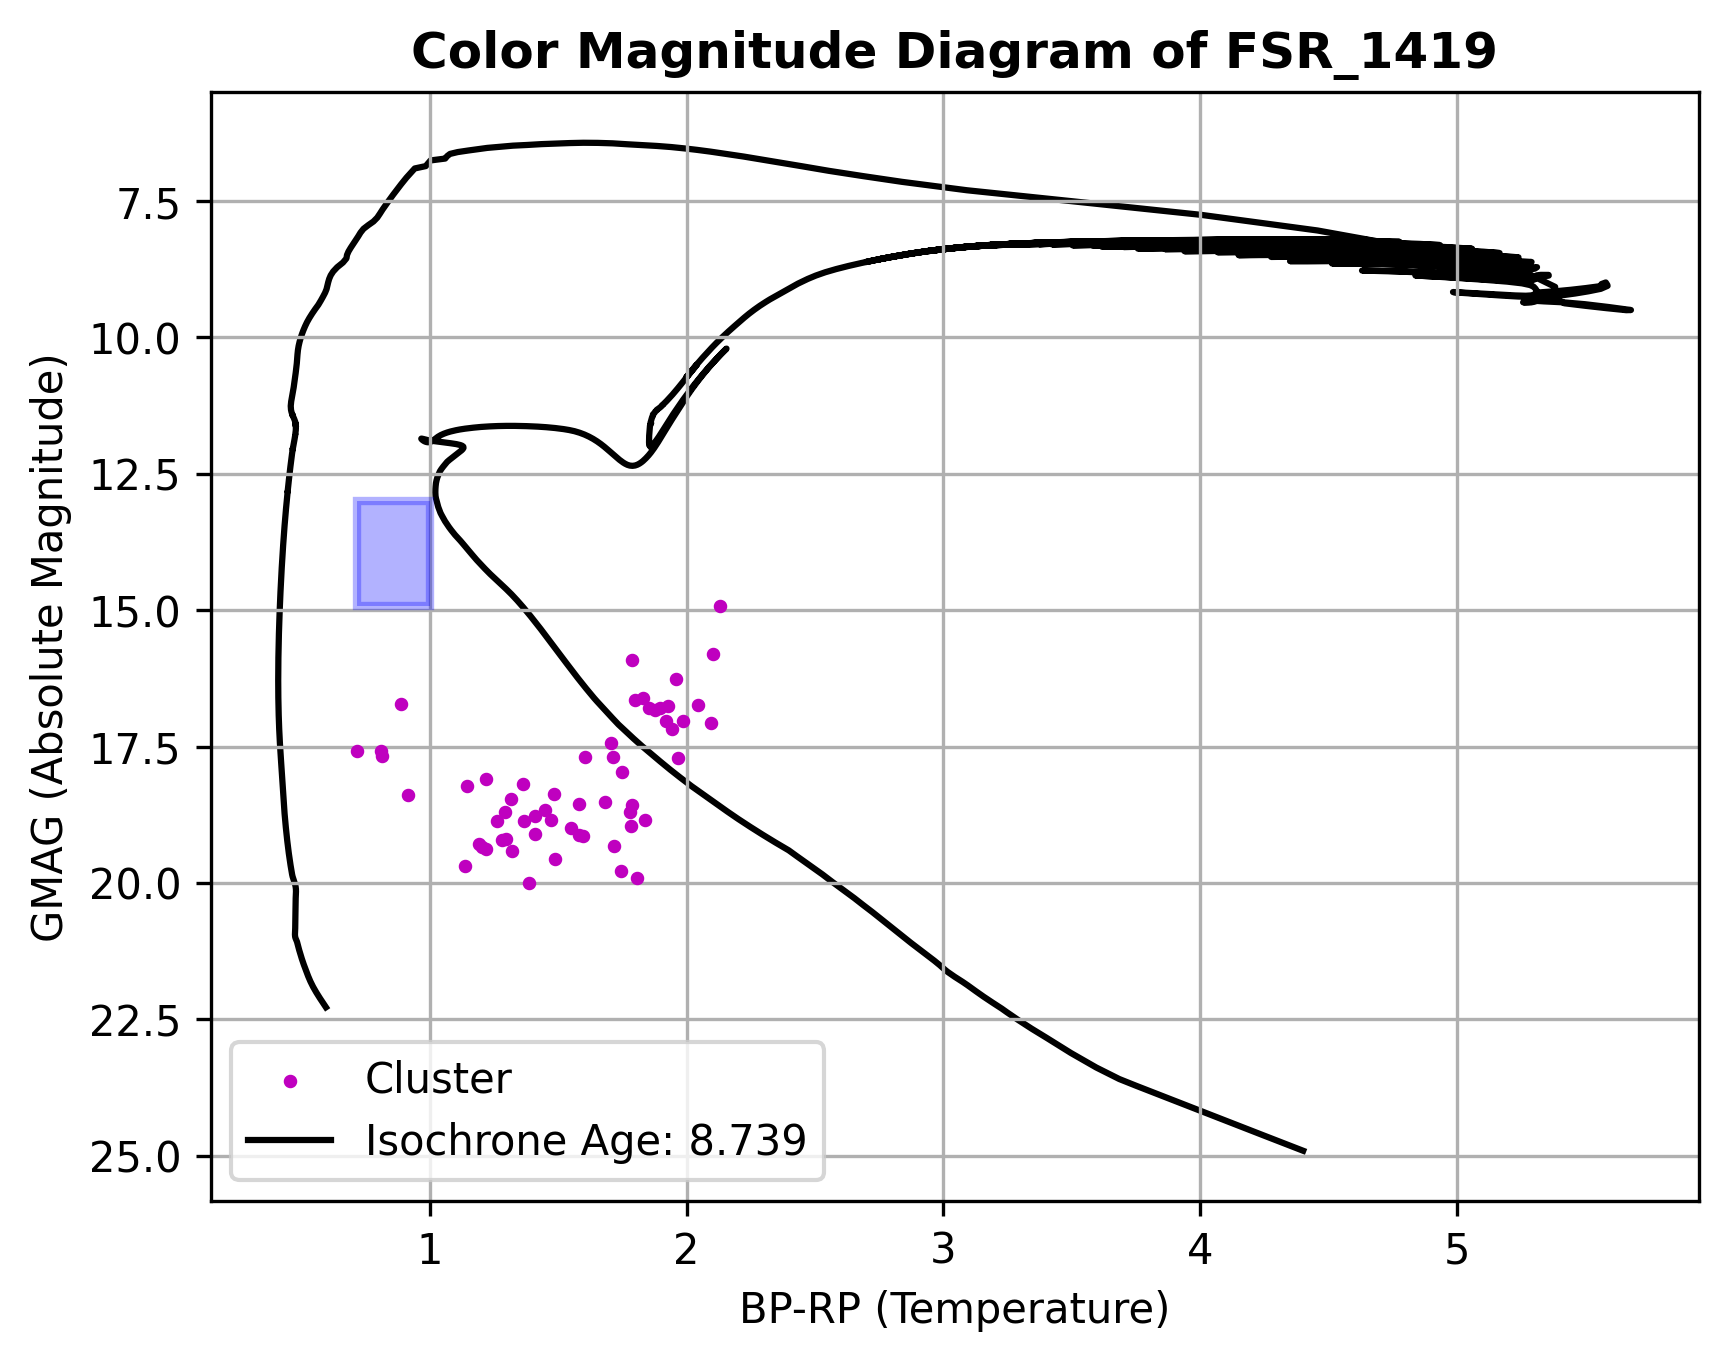 Color Magnitude Diagram of FSR_1419
GMAG (Absolute Magnitude)
7.5
10.0
12.5
15.0
17.5
20.0
22.5
25.0
Cluster
Isochrone Age: 8.739
1
2
3
4
5
BP-RP (Temperature)